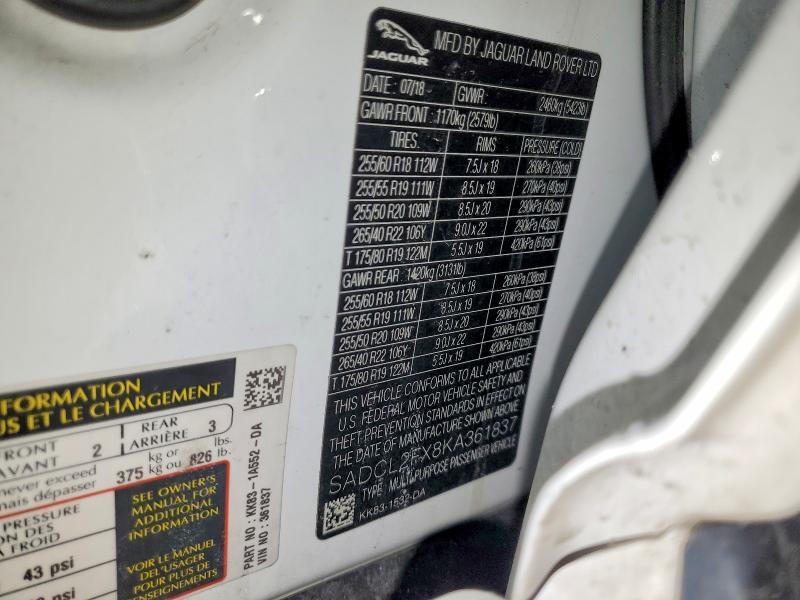 JAGUAR
MFD BY JAGUAR LAND ROVER LTD
DATE : 07/18 GVWR : 2460kg (5423lb)
GAWR FRONT : 1170kg (2579lb)
TIRES RIMS PRESSURE (COLD)
255/60 R18 112W 7.5J x 18 260kPa (38psi)
255/55 R19 111W 8.5J x 19 270kPa (40psi)
255/50 R20 109W 8.5J x 20 290kPa (43psi)
265/40 R22 106Y 9.0J x 22 290kPa (43psi)
T 175/80 R19 122M 5.5J x 19 420kPa (61psi)
GAWR REAR : 1420kg (3131lb)
255/60 R18 112W 7.5J x 18 260kPa (38psi)
255/55 R19 111W 8.5J x 19 270kPa (40psi)
255/50 R20 109W 8.5J x 20 290kPa (43psi)
265/40 R22 106Y 9.0J x 22 290kPa (43psi)
T 175/80 R19 122M 5.5J x 19 420kPa (61psi)
THIS VEHICLE CONFORMS TO ALL APPLICABLE
U.S. FEDERAL MOTOR VEHICLE SAFETY AND
THEFT PREVENTION STANDARDS IN EFFECT
ON THE DATE OF MANUFACTURE SHOWN ABOVE
SADCL2FX8KA361837
TYPE : MULTI-PURPOSE PASSENGER VEHICLE
KK83-1532-DA
FORMATION
US ET LE CHARGEMENT
FRONT
AVANT 2 REAR
ARRIÈRE 3
never exceed
mais dépasser 375 kg or
kg ou 826 lbs.
lb.
PRESSURE
ON DES
A FROID
43 psi
psi
SEE OWNER'S
MANUAL FOR
ADDITIONAL
INFORMATION
VOIR LE MANUEL
DEL'USAGER
POUR PLUS DE
PART NO : KK83-1A552-DA
VIN NO : 361837